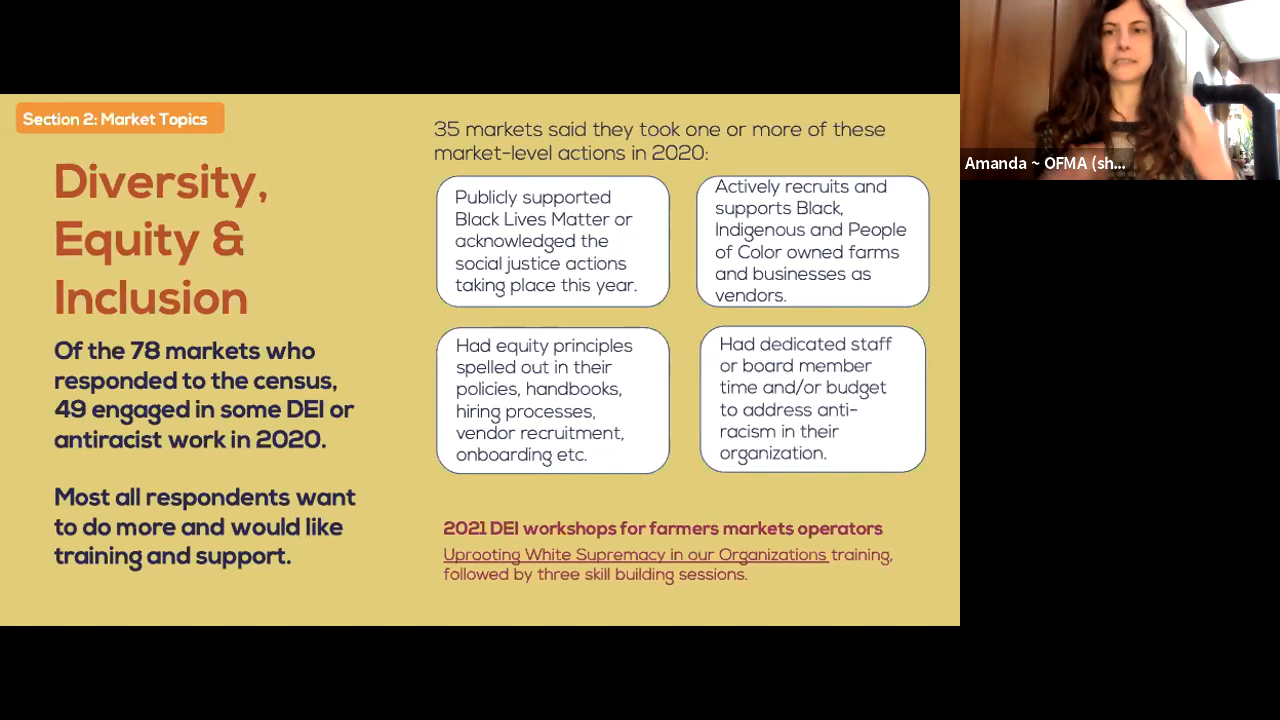 Section 2: Market Topics
Diversity,
Equity &
Inclusion
Of the 78 markets who
responded to the census,
49 engaged in some DEI or
antiracist work in 2020.
Most all respondents want
to do more and would like
training and support.
35 markets said they took one or more of these
market-level actions in 2020:
Publicly supported
Black Lives Matter or
acknowledged the
social justice actions
taking place this year.
Actively recruits and
supports Black,
Indigenous and People
of Color owned farms
and businesses as
vendors.
Had equity principles
spelled out in their
policies, handbooks,
hiring processes,
vendor recruitment,
onboarding etc.
Had dedicated staff
or board member
time and/or budget
to address anti-
racism in their
organization.
2021 DEI workshops for farmers markets operators
Uprooting White Supremacy in our Organizations training,
followed by three skill building sessions.
Amanda ~ OFMA (sh...